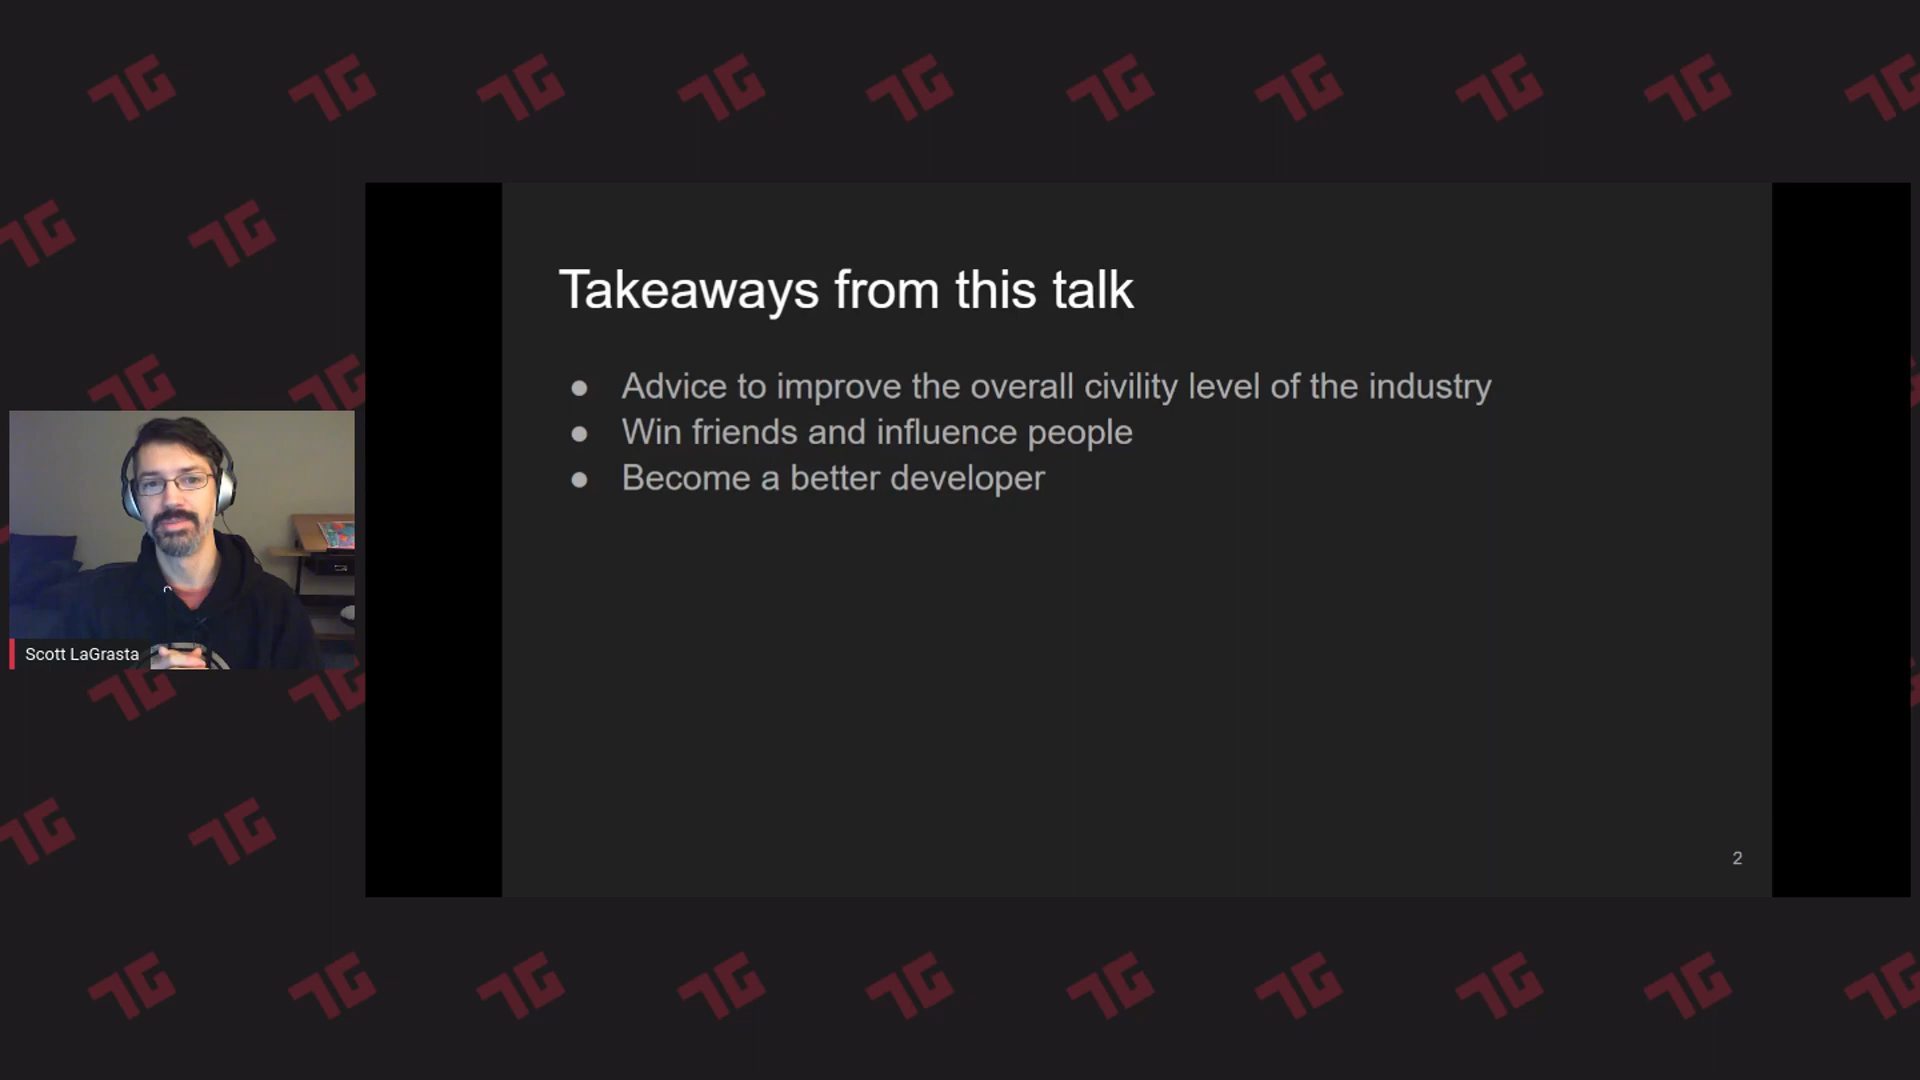 Takeaways from this talk
● Advice to improve the overall civility level of the industry
● Win friends and influence people
● Become a better developer
Scott LaGrasta
2